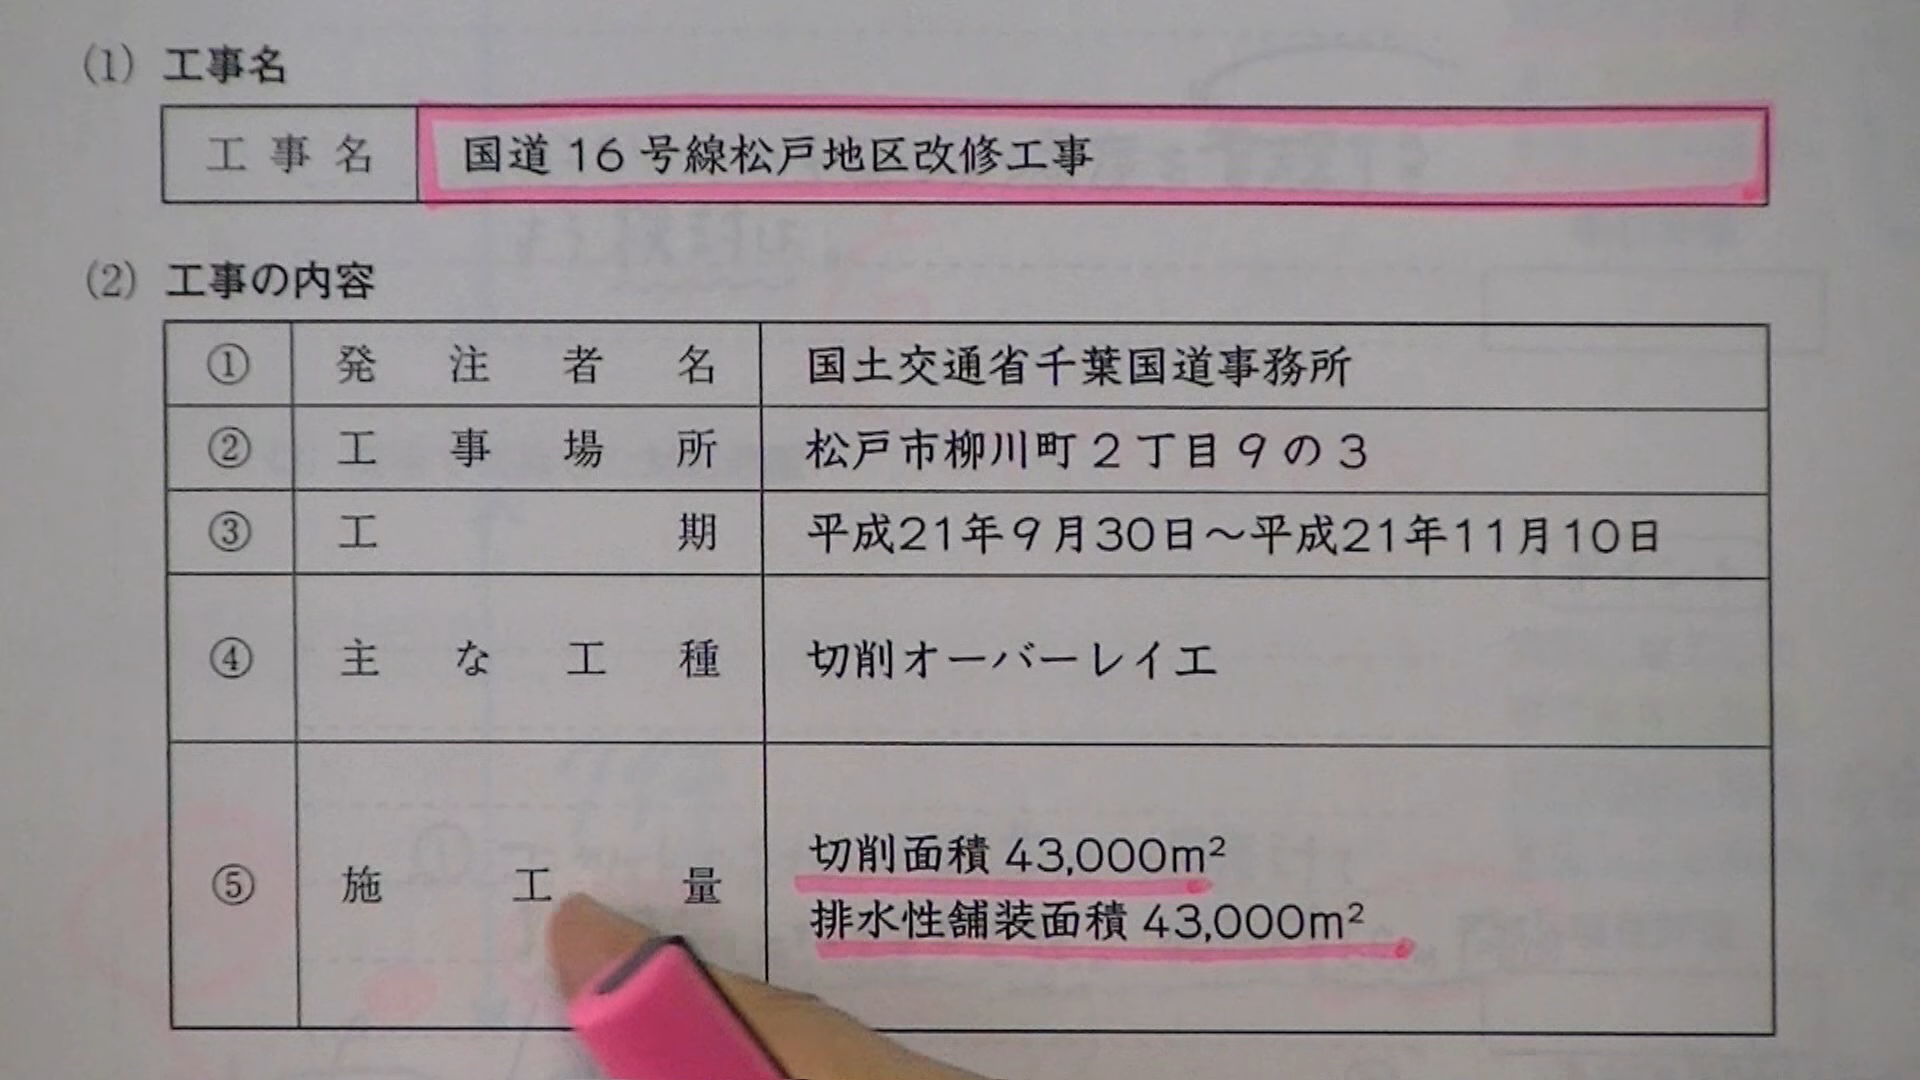 (1) 工事名
工事名 国道16号線松戸地区改修工事
(2) 工事の内容
① 発注者名 国土交通省千葉国道事務所
② 工事場所 松戸市柳川町2丁目9の3
③ 工期 平成21年9月30日～平成21年11月10日
④ 主な工種 切削オーバーレイ工
⑤ 施工量 切削面積 43,000m²
排水性舗装面積 43,000m²